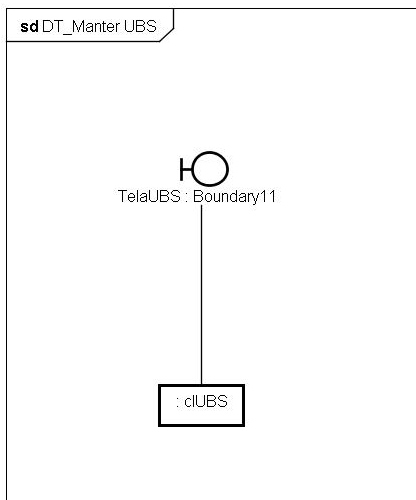 sd DT_Manter UBS
TelaUBS : Boundary11
: clUBS